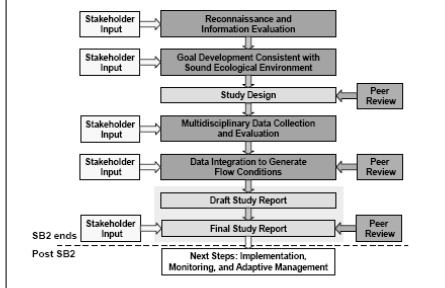 Stakeholder
Input
Reconnaissance and
Information Evaluation
Stakeholder
Input
Goal Development Consistent with
Sound Ecological Environment
Study Design
Peer
Review
Stakeholder
Input
Multidisciplinary Data Collection
and Evaluation
Stakeholder
Input
Data Integration to Generate
Flow Conditions
Peer
Review
Draft Study Report
Stakeholder
Input
Final Study Report
Peer
Review
SB2 ends
Post SB2
Next Steps: Implementation,
Monitoring, and Adaptive Management